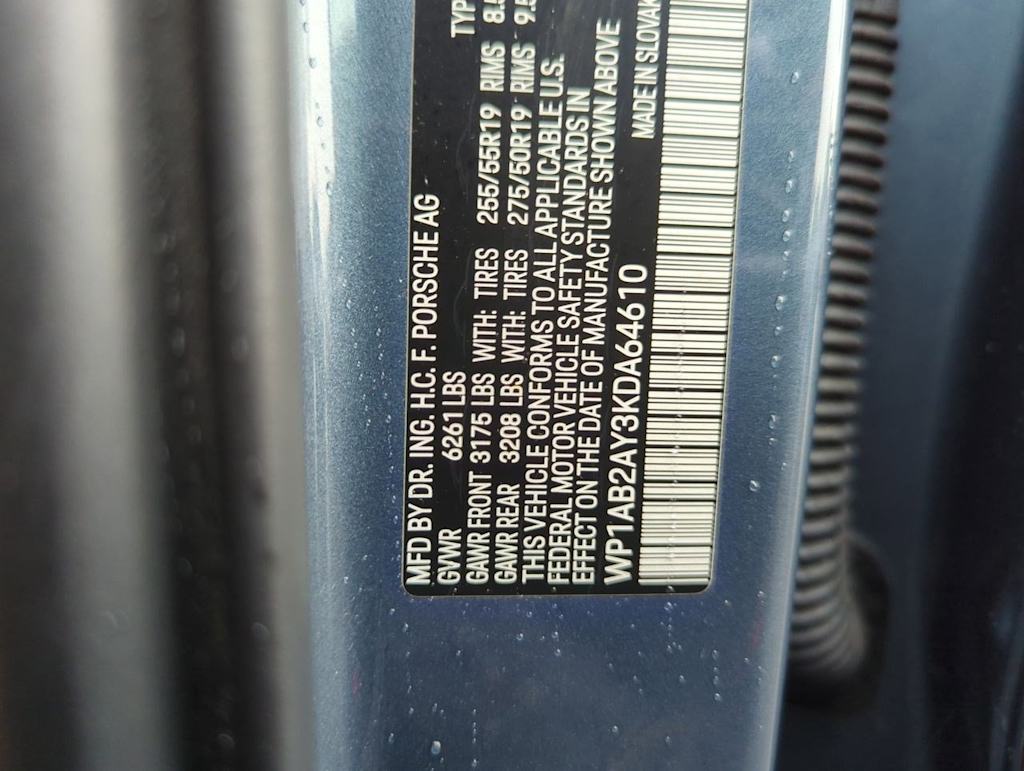 MFD BY DR. ING. H.C. F. PORSCHE AG
GVWR 6261 LBS TYP
GAWR FRONT 3175 LBS WITH: TIRES 255/55R19 RIMS
GAWR REAR 3208 LBS WITH: TIRES 275/50R19 RIMS
THIS VEHICLE CONFORMS TO ALL APPLICABLE U.S.
FEDERAL MOTOR VEHICLE SAFETY STANDARDS IN
EFFECT ON THE DATE OF MANUFACTURE SHOWN ABOVE
WP1AB2AY3KDA64610 MADE IN SLOVAK